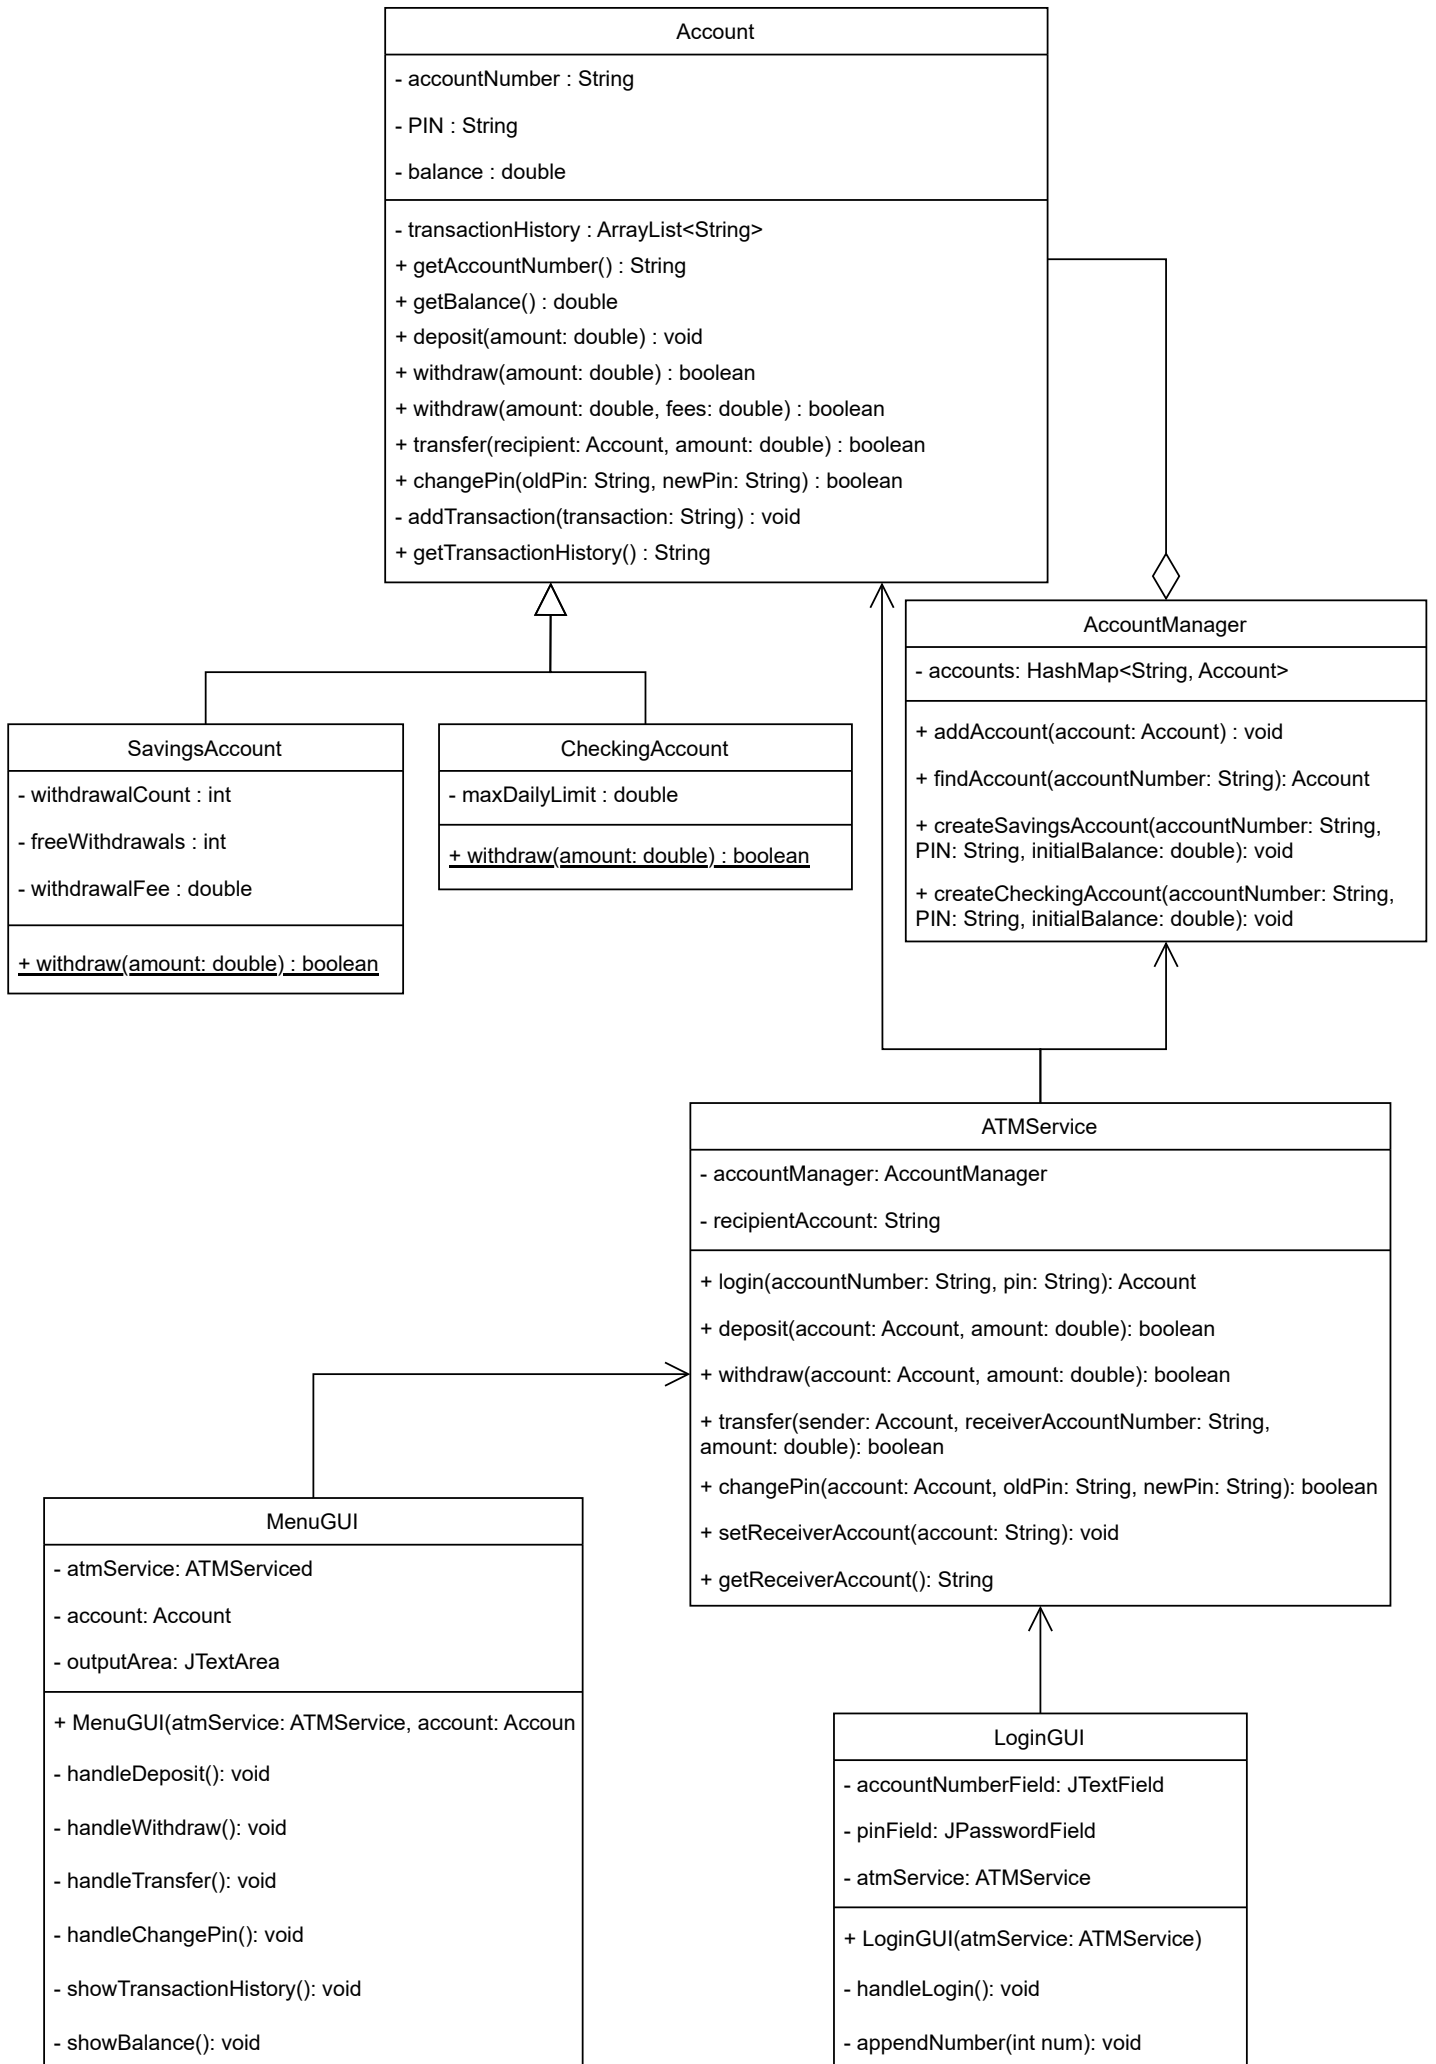 Account
- accountNumber : String
- PIN : String
- balance : double
- transactionHistory : ArrayList<String>
+ getAccountNumber() : String
+ getBalance() : double
+ deposit(amount: double) : void
+ withdraw(amount: double) : boolean
+ withdraw(amount: double, fees: double) : boolean
+ transfer(recipient: Account, amount: double) : boolean
+ changePin(oldPin: String, newPin: String) : boolean
- addTransaction(transaction: String) : void
+ getTransactionHistory() : String
AccountManager
- accounts: HashMap<String, Account>
+ addAccount(account: Account) : void
+ findAccount(accountNumber: String): Account
+ createSavingsAccount(accountNumber: String,
PIN: String, initialBalance: double): void
+ createCheckingAccount(accountNumber: String,
PIN: String, initialBalance: double): void
SavingsAccount
- withdrawalCount : int
- freeWithdrawals : int
- withdrawalFee : double
+ withdraw(amount: double) : boolean
CheckingAccount
- maxDailyLimit : double
+ withdraw(amount: double) : boolean
ATMService
- accountManager: AccountManager
- recipientAccount: String
+ login(accountNumber: String, pin: String): Account
+ deposit(account: Account, amount: double): boolean
+ withdraw(account: Account, amount: double): boolean
+ transfer(sender: Account, receiverAccountNumber: String,
amount: double): boolean
+ changePin(account: Account, oldPin: String, newPin: String): boolean
+ setReceiverAccount(account: String): void
+ getReceiverAccount(): String
MenuGUI
- atmService: ATMServiced
- account: Account
- outputArea: JTextArea
+ MenuGUI(atmService: ATMService, account: Accoun
- handleDeposit(): void
- handleWithdraw(): void
- handleTransfer(): void
- handleChangePin(): void
- showTransactionHistory(): void
- showBalance(): void
LoginGUI
- accountNumberField: JTextField
- pinField: JPasswordField
- atmService: ATMService
+ LoginGUI(atmService: ATMService)
- handleLogin(): void
- appendNumber(int num): void